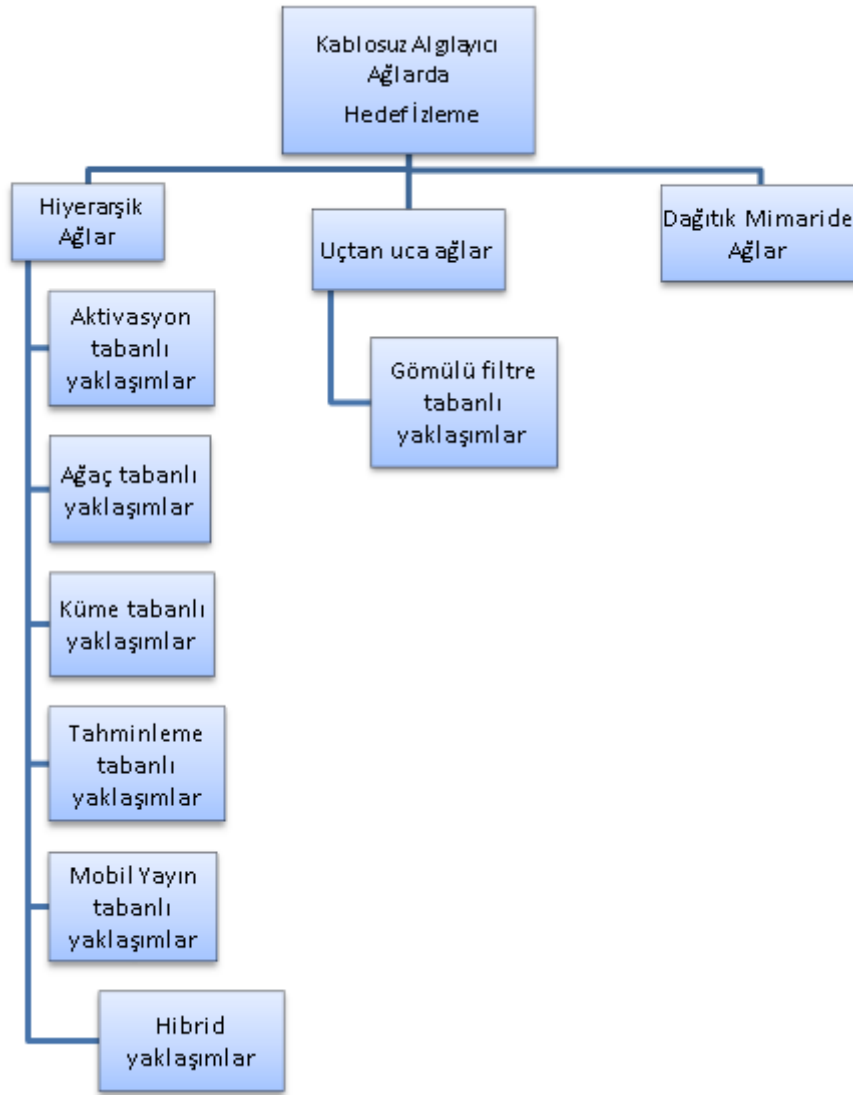 Kablosuz Algılayıcı
Ağlarda
Hedef İzleme
Hiyerarşik
Ağlar
Uçtan uca ağlar
Dağıtık Mimaride
Ağlar
Aktivasyon
tabanlı
yaklaşımlar
Gömülü filtre
tabanlı
yaklaşımlar
Ağaç tabanlı
yaklaşımlar
Küme tabanlı
yaklaşımlar
Tahminleme
tabanlı
yaklaşımlar
Mobil Yayın
tabanlı
yaklaşımlar
Hibrid
yaklaşımlar